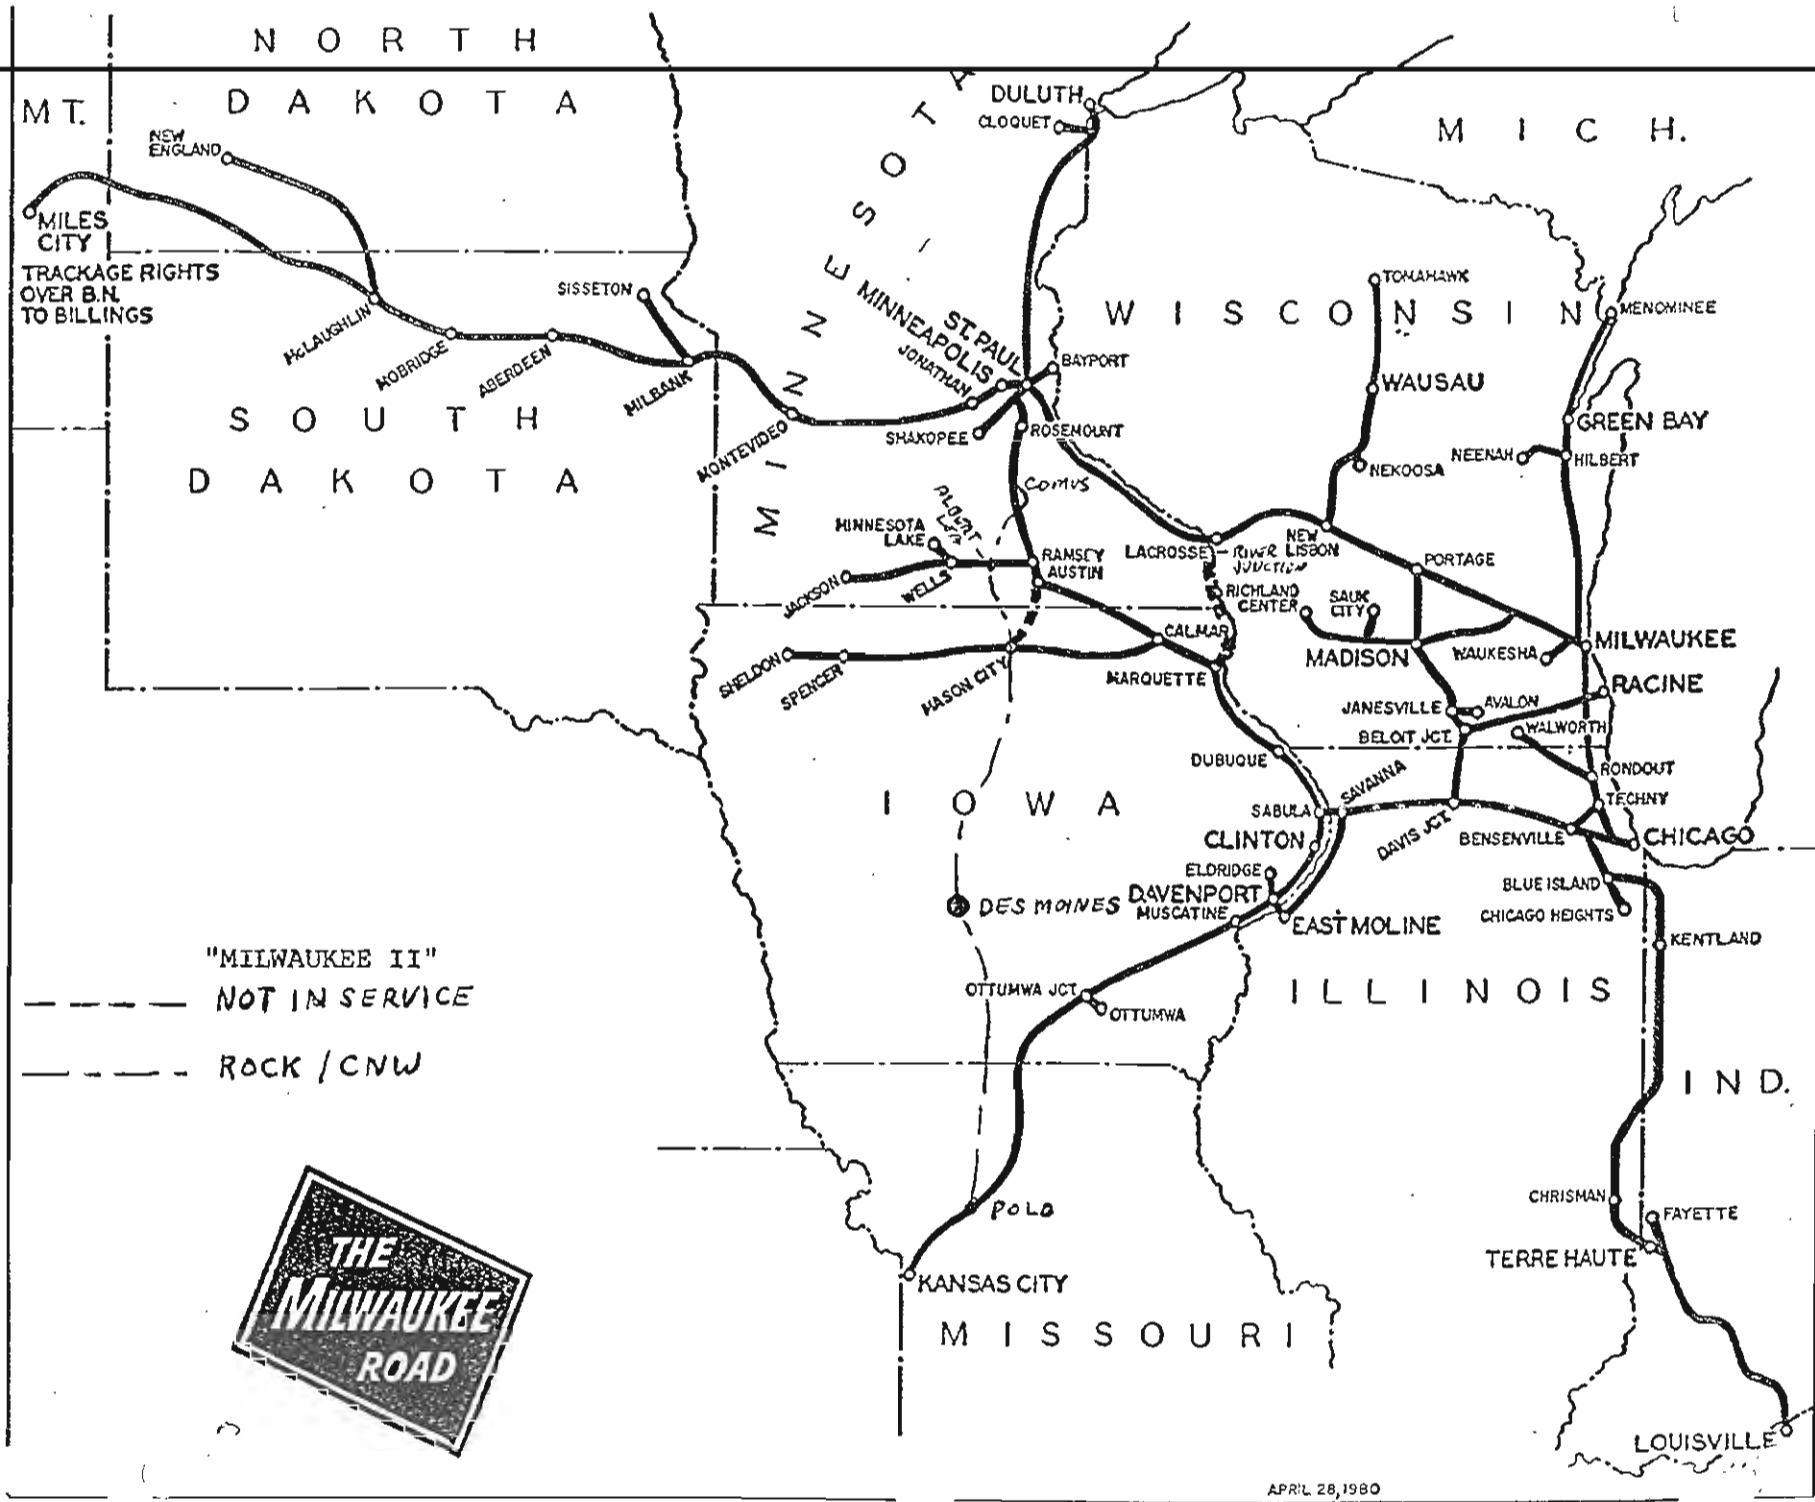 NORTH
DAKOTA
MT.
NEW
ENGLAND
MILES
CITY
TRACKAGE RIGHTS
OVER B.N.
TO BILLINGS
McLAUGHLIN
MOBRIDGE
ABERDEEN
SISSETON
MILBANK
SOUTH
DAKOTA
MINNESOTA
MONTEVIDEO
DULUTH
CLOQUET
ST. PAUL
MINNEAPOLIS
JONATHAN
BAYPORT
SHAKOPEE
ROSEMOUNT
COMUS
ALBERT
LEA
MINNESOTA
LAKE
JACKSON
WELLS
RAMSEY
AUSTIN
MICH.
WISCONSIN
TOMAHAWK
WAUSAU
NEKOOSA
MENOMINEE
GREEN BAY
NEENAH
HILBERT
LACROSSE
RIVER
JUNCTION
NEW
LISBON
PORTAGE
RICHLAND
CENTER
SAUK
CITY
MADISON
WAUKESHA
MILWAUKEE
RACINE
JANESVILLE
AVALON
BELOIT JCT.
WALWORTH
RONDOUT
TECHNY
SHELDON
SPENCER
MASON CITY
CALMAR
MARQUETTE
DUBUQUE
IOWA
SABULA
SAVANNA
CLINTON
DAVIS JCT.
BENSENVILLE
CHICAGO
ELDRIDGE
DAVENPORT
MUSCATINE
EAST MOLINE
BLUE ISLAND
CHICAGO HEIGHTS
KENTLAND
DES MOINES
OTTUMWA JCT.
OTTUMWA
ILLINOIS
IND.
"MILWAUKEE II"
NOT IN SERVICE
ROCK / CNW
THE
MILWAUKEE
ROAD
POLO
KANSAS CITY
MISSOURI
CHRISMAN
FAYETTE
TERRE HAUTE
LOUISVILLE
APRIL 28, 1980